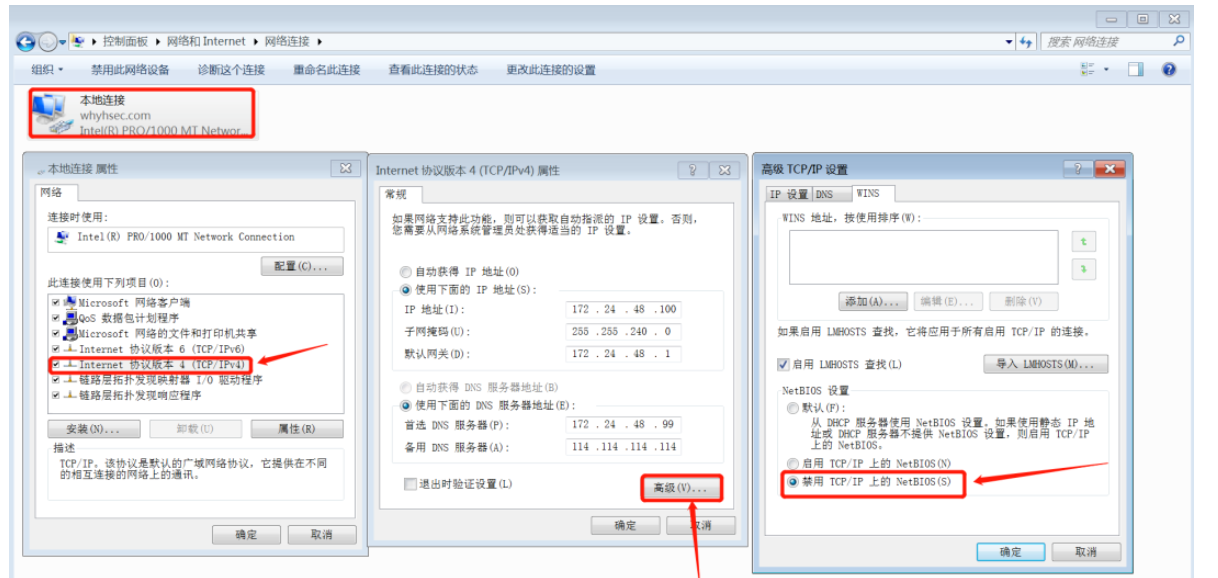 控制面板 ▸ 网络和 Internet ▸ 网络连接 ▸
搜索 网络连接
组织 禁用此网络设备 诊断这个连接 重命名此连接 查看此连接的状态 更改此连接的设置
本地连接
whyhsec.com
Intel(R) PRO/1000 MT Networ...
本地连接 属性
网络
连接时使用:
Intel(R) PRO/1000 MT Network Connection
配置(C)...
此连接使用下列项目(O):
Microsoft 网络客户端
QoS 数据包计划程序
Microsoft 网络的文件和打印机共享
Internet 协议版本 6 (TCP/IPv6)
Internet 协议版本 4 (TCP/IPv4)
链路层拓扑发现映射器 I/O 驱动程序
链路层拓扑发现响应程序
安装(N)... 卸载(U) 属性(R)
描述
TCP/IP。该协议是默认的广域网络协议，它提供在不同
的相互连接的网络上的通讯。
确定 取消
Internet 协议版本 4 (TCP/IPv4) 属性
常规
如果网络支持此功能，则可以获取自动指派的 IP 设置。否则，
您需要从网络系统管理员处获得适当的 IP 设置。
自动获得 IP 地址(O)
使用下面的 IP 地址(S):
IP 地址(I): 172 . 24 . 48 .100
子网掩码(U): 255 .255 .240 . 0
默认网关(D): 172 . 24 . 48 . 1
自动获得 DNS 服务器地址(B)
使用下面的 DNS 服务器地址(E):
首选 DNS 服务器(P): 172 . 24 . 48 . 99
备用 DNS 服务器(A): 114 .114 .114 .114
退出时验证设置(L)
高级(V)...
确定 取消
高级 TCP/IP 设置
IP 设置 DNS WINS
WINS 地址，按使用排序(W):
添加(A)... 编辑(E)... 删除(V)
如果启用 LMHOSTS 查找，它将应用于所有启用 TCP/IP 的连接。
启用 LMHOSTS 查找(L) 导入 LMHOSTS(M)...
NetBIOS 设置
默认(F):
从 DHCP 服务器使用 NetBIOS 设置。如果使用静态 IP 地
址或 DHCP 服务器不提供 NetBIOS 设置，则启用 TCP/IP
上的 NetBIOS。
启用 TCP/IP 上的 NetBIOS(N)
禁用 TCP/IP 上的 NetBIOS(S)
确定 取消